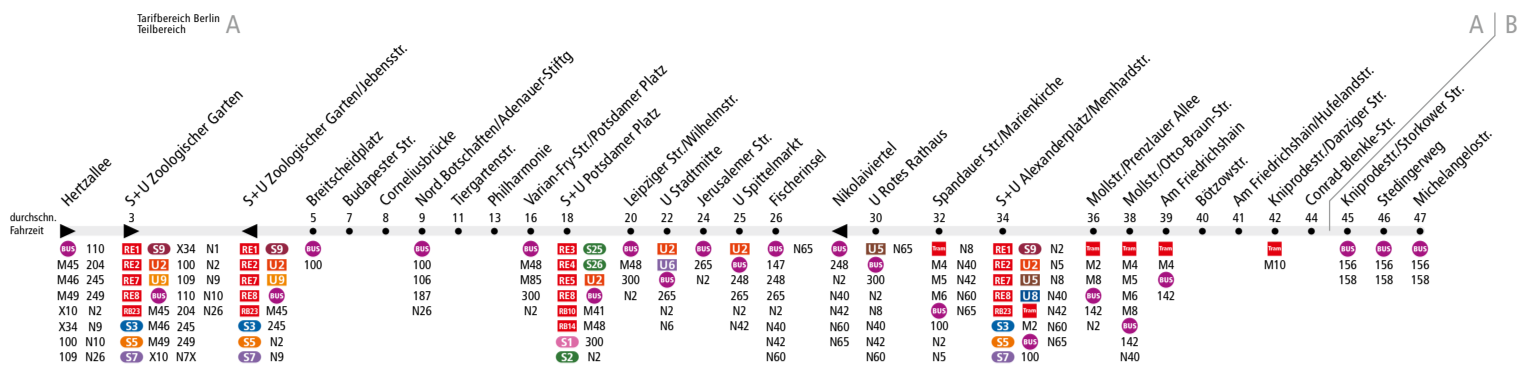 Tarifbereich Berlin
Teilbereich A
A | B
Hertzallee
S+U Zoologischer Garten
S+U Zoologischer Garten/Jebensstr.
Breitscheidplatz
Budapester Str.
Corneliusbrücke
Nord.Botschaften/Adenauer-Stiftg
Tiergartenstr.
Philharmonie
Varian-Fry-Str./Potsdamer Platz
S+U Potsdamer Platz
Leipziger Str./Wilhelmstr.
U Stadtmitte
Jerusalemer Str.
U Spittelmarkt
Fischerinsel
Nikolaiviertel
U Rotes Rathaus
Spandauer Str./Marienkirche
S+U Alexanderplatz/Memhardstr.
Mollstr./Prenzlauer Allee
Mollstr./Otto-Braun-Str.
Am Friedrichshain
Bötzowstr.
Am Friedrichshain/Hufelandstr.
Kniprodestr./Danziger Str.
Conrad-Blenke-Str.
Kniprodestr./Storkower Str.
Stedingerweg
Michelangelostr.
durchschn. 3 5 7 8 9 11 13 16 18 20 22 24 25 26 30 32 34 36 38 39 40 41 42 44 45 46 47
Fahrzeit
BUS 110
M45 204
M46 245
M49 249
X10 N2
X34 N9
100 N10
109 N26
RE1 S9 X34 N1
RE2 U2 100 N2
RE7 U9 109 N9
RE8 BUS 110 N10
RB23 M45 204 N26
S3 M46 245
S5 M49 249
S7 X10 N7X
RE1 S9
RE2 U2
RE7 U9
RE8 BUS
RB23 M45
S3 245
S5 N2
S7 N9
BUS
100
BUS
100
106
187
N26
BUS
M48
M85
300
N2
RE3 S25
RE4 S26
RE5 U2
RE8 BUS
RB10 M41
RB14 M48
S1 300
S2 N2
BUS
M48
300
N2
U2
U6
BUS
265
N2
N6
BUS
265
N2
U2
BUS
248
265
N2
N42
BUS N65
147
248
265
N2
N40
N42
N60
BUS
248
N2
N40
N42
N60
N65
U5 N65
BUS
300
N2
N8
N40
N42
N60
Tram N8
M4 N40
M5 N42
M6 N60
BUS N65
100
N2
N5
RE1 S9 N2
RE2 U2 N5
RE7 U5 N8
RE8 U8 N40
RB23 Tram N42
S3 M2 N60
S5 BUS N65
S7 100
Tram
M2
M8
BUS
142
N2
Tram
M4
M5
M6
M8
BUS
142
N40
Tram
M4
BUS
142
Tram
M10
BUS
156
158
BUS
156
158
BUS
156
158